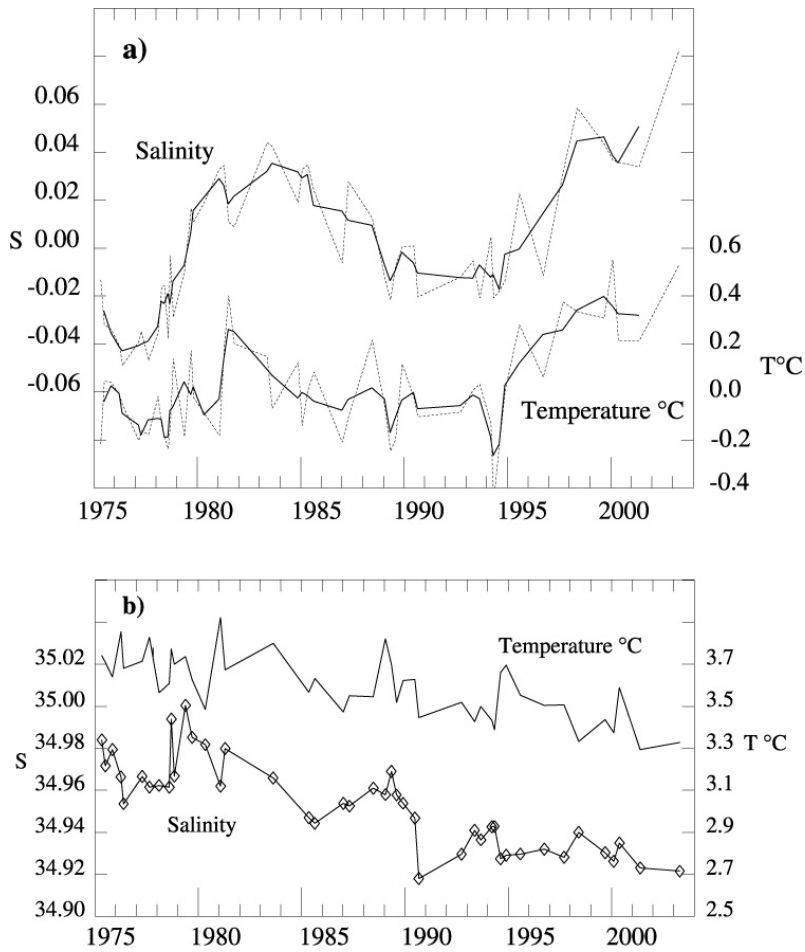 a)
0.06
0.04
Salinity
0.02
S 0.00 0.6
-0.02 0.4
-0.04 0.2
-0.06 0.0 T°C
Temperature °C
-0.2
-0.4
1975 1980 1985 1990 1995 2000
b)
Temperature °C
35.02 3.7
35.00 3.5
34.98 3.3
S T °C
34.96 3.1
34.94 2.9
Salinity
34.92 2.7
34.90 2.5
1975 1980 1985 1990 1995 2000